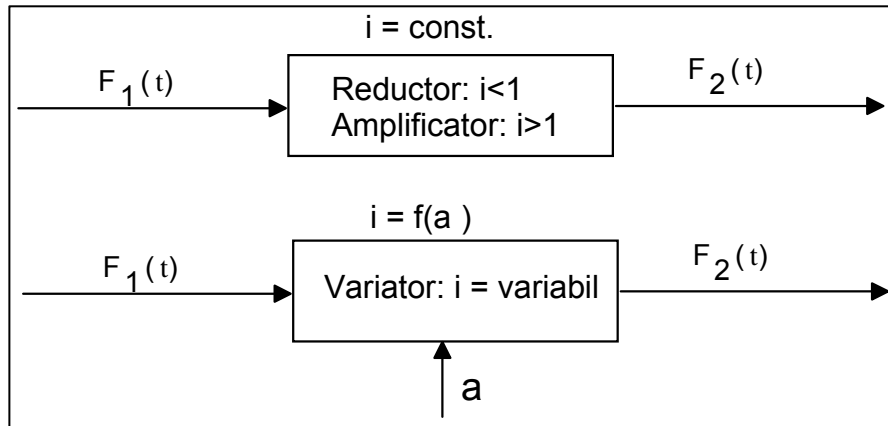 i = const.
F1(t)
Reductor: i<1
Amplificator: i>1
F2(t)
i = f(a )
F1(t)
Variator: i = variabil
F2(t)
a